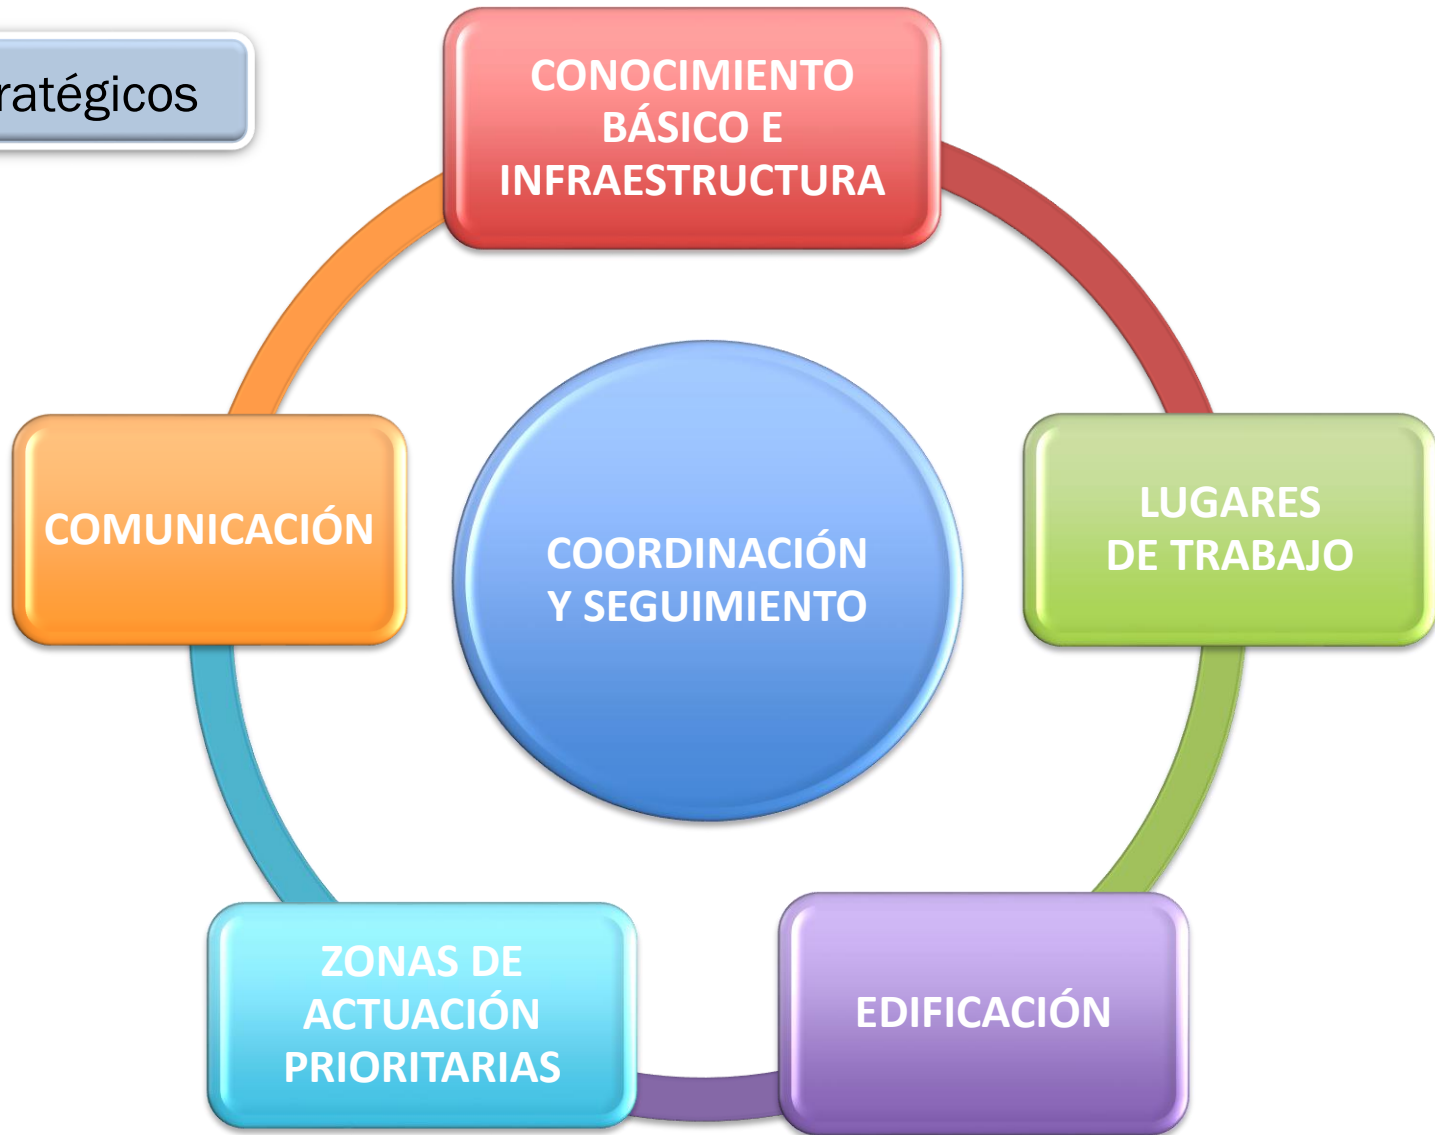 ratégicos
CONOCIMIENTO
BÁSICO E
INFRAESTRUCTURA
COMUNICACIÓN
COORDINACIÓN
Y SEGUIMIENTO
LUGARES
DE TRABAJO
ZONAS DE
ACTUACIÓN
PRIORITARIAS
EDIFICACIÓN